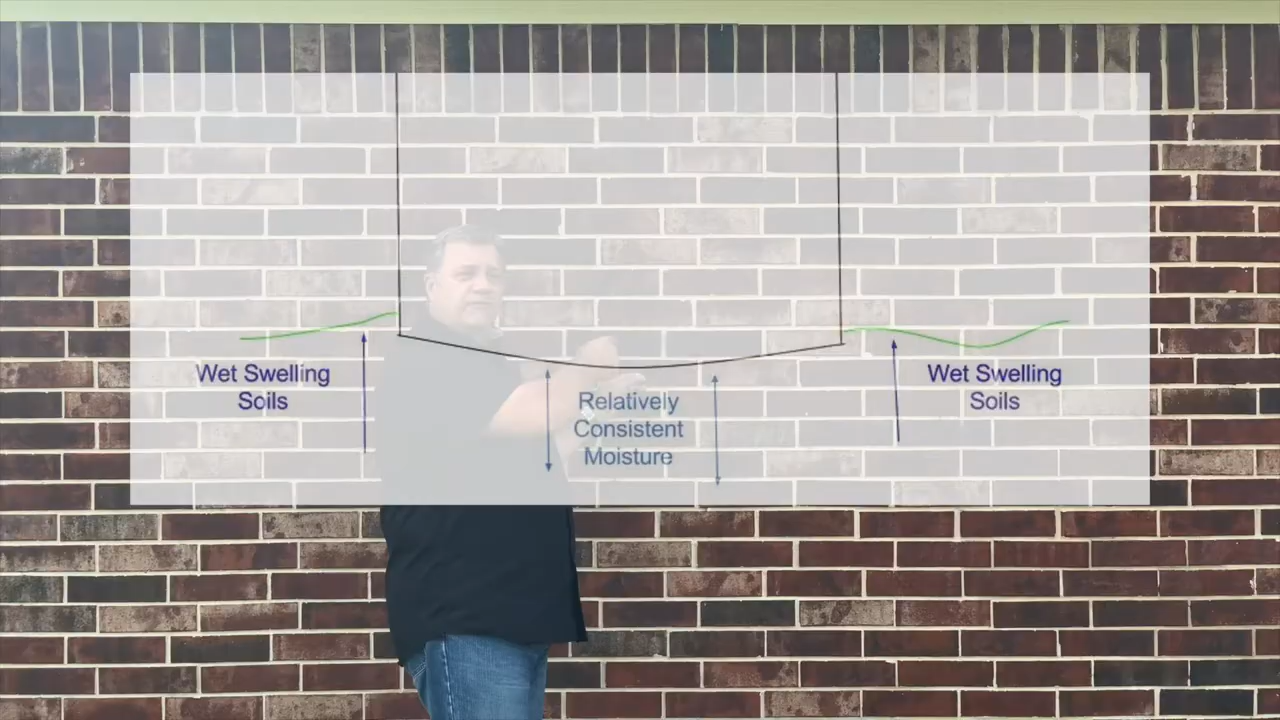 Wet Swelling
Soils
Relatively
Consistent
Moisture
Wet Swelling
Soils